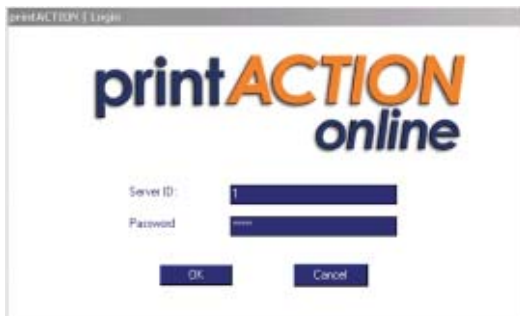 printACTION | Login
printACTION
online
Server ID:
1
Password
*****
OK
Cancel